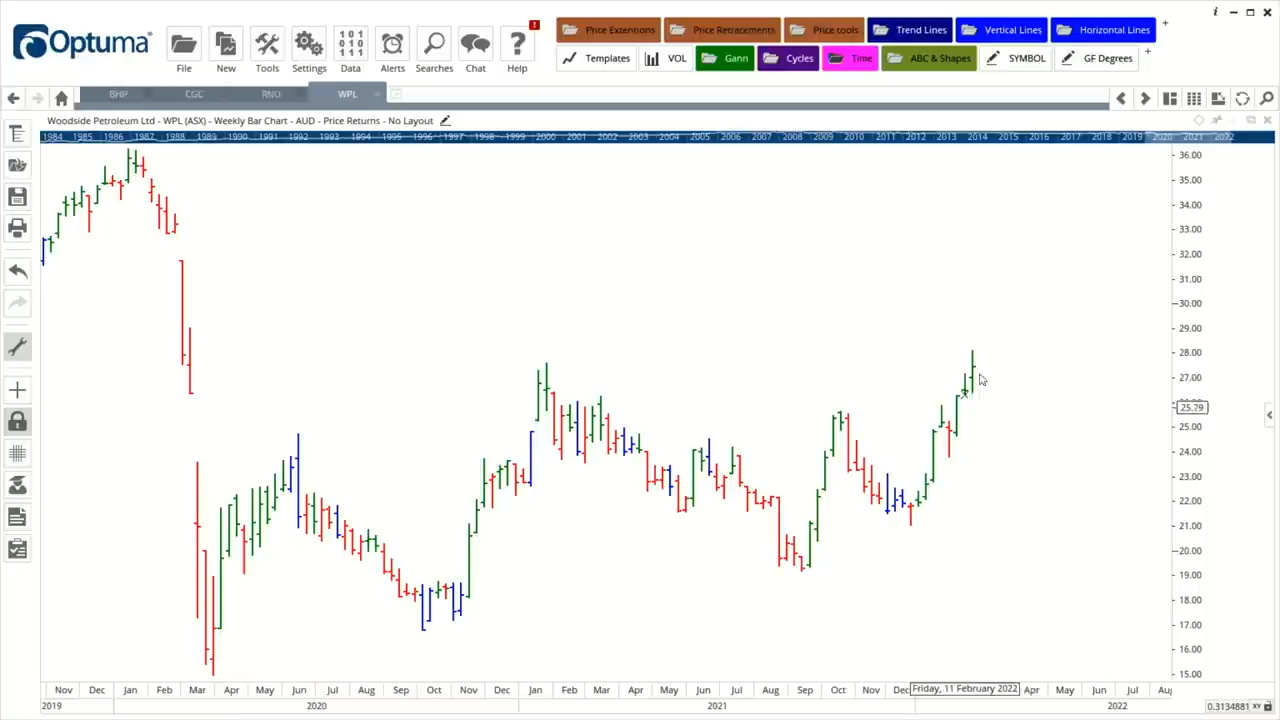 Optuma
File New Tools Settings Data Alerts Searches Chat Help
!
Price Extensions Price Retracements Price tools Trend Lines Vertical Lines Horizontal Lines +
Templates VOL Gann Cycles Time ABC & Shapes SYMBOL GF Degrees +
BHP CGC RNU WPL ×
Woodside Petroleum Ltd - WPL (ASX) - Weekly Bar Chart - AUD - Price Returns - No Layout
1984 1985 1986 1987 1988 1989 1990 1991 1992 1993 1994 1995 1996 1997 1998 1999 2000 2001 2002 2003 2004 2005 2006 2007 2008 2009 2010 2011 2012 2013 2014 2015 2016 2017 2018 2019 2020 2021 2022
36.00
35.00
34.00
33.00
32.00
31.00
30.00
29.00
28.00
27.00
25.79
25.00
24.00
23.00
22.00
21.00
20.00
19.00
18.00
17.00
16.00
15.00
Nov Dec Jan Feb Mar Apr May Jun Jul Aug Sep Oct Nov Dec Jan Feb Mar Apr May Jun Jul Aug Sep Oct Nov Dec Friday, 11 February 2022 Apr May Jun Jul Aug
2019 2020 2021 2022
0.3134881 XY